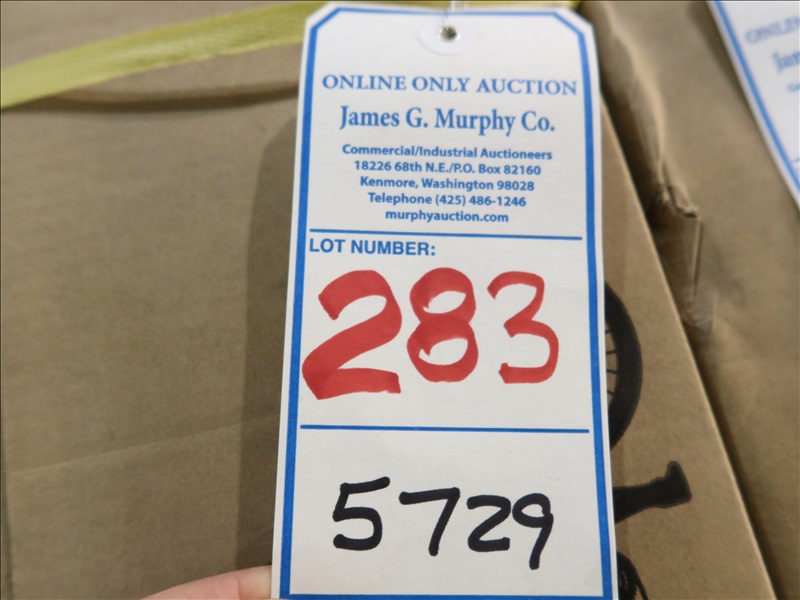 ONLINE ONLY AUCTION
James G. Murphy Co.
Commercial/Industrial Auctioneers
18226 68th N.E./P.O. Box 82160
Kenmore, Washington 98028
Telephone (425) 486-1246
murphyauction.com
LOT NUMBER:
283
5729